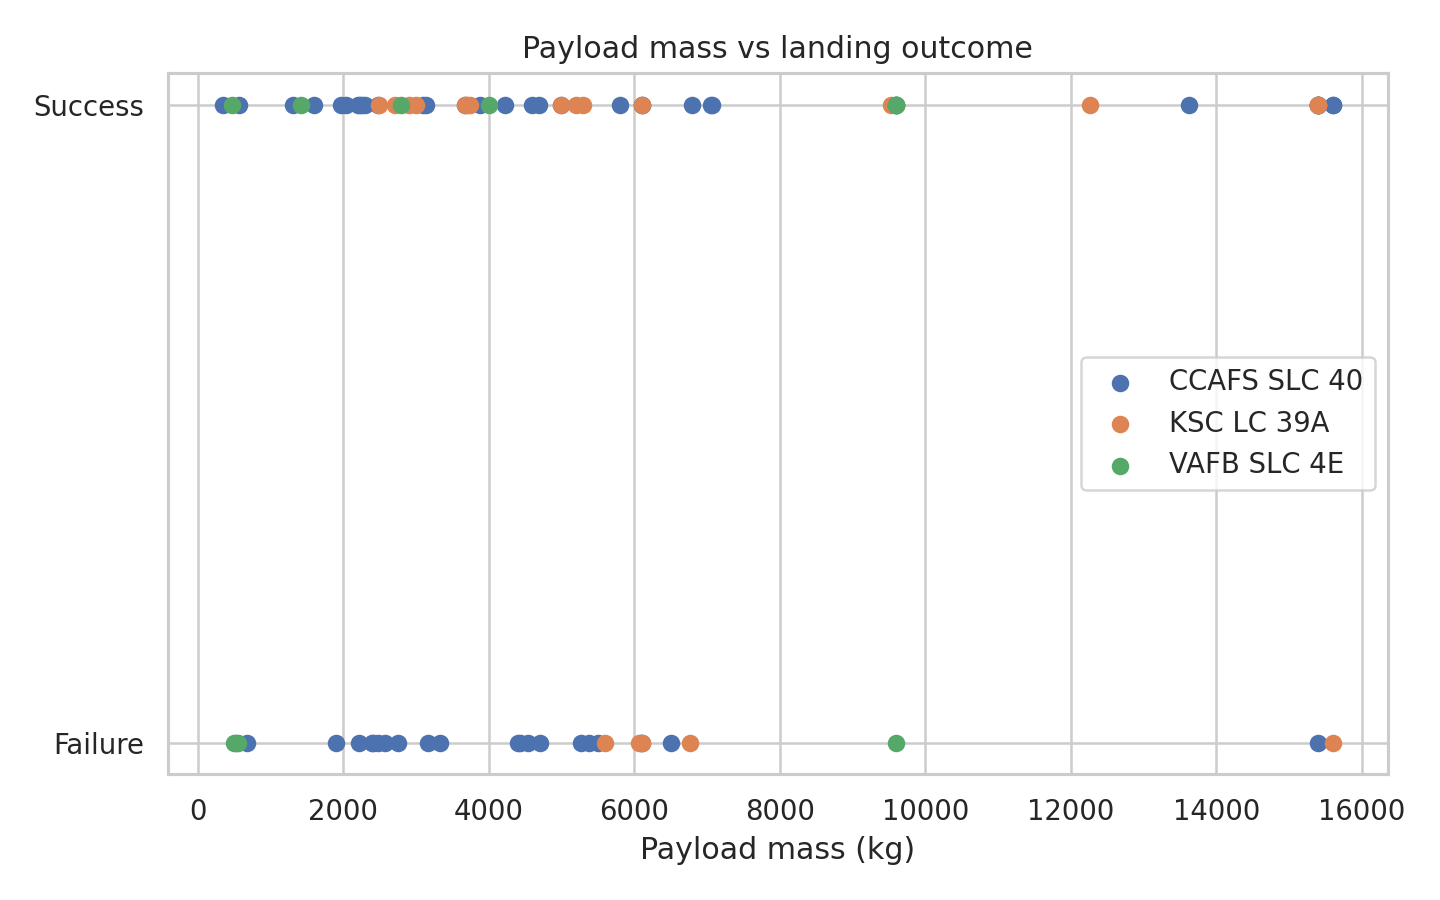 Payload mass vs landing outcome
Success
Failure
CCAFS SLC 40
KSC LC 39A
VAFB SLC 4E
0 2000 4000 6000 8000 10000 12000 14000 16000
Payload mass (kg)